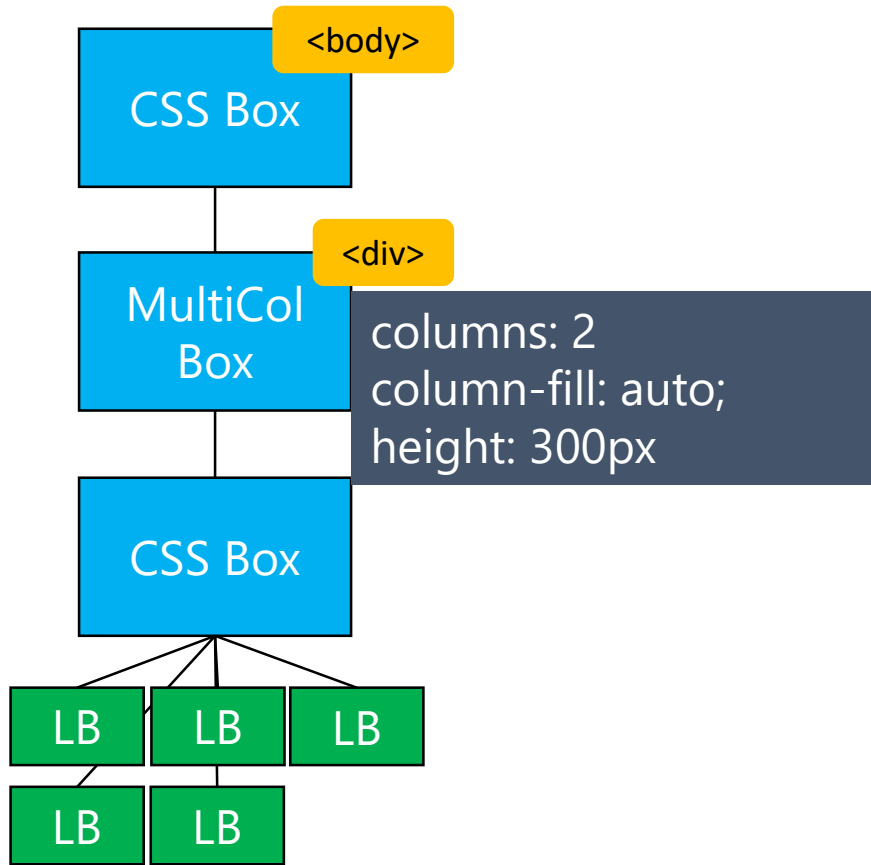 <body>
CSS Box
<div>
MultiCol
Box
columns: 2
column-fill: auto;
height: 300px
CSS Box
LB
LB
LB
LB
LB